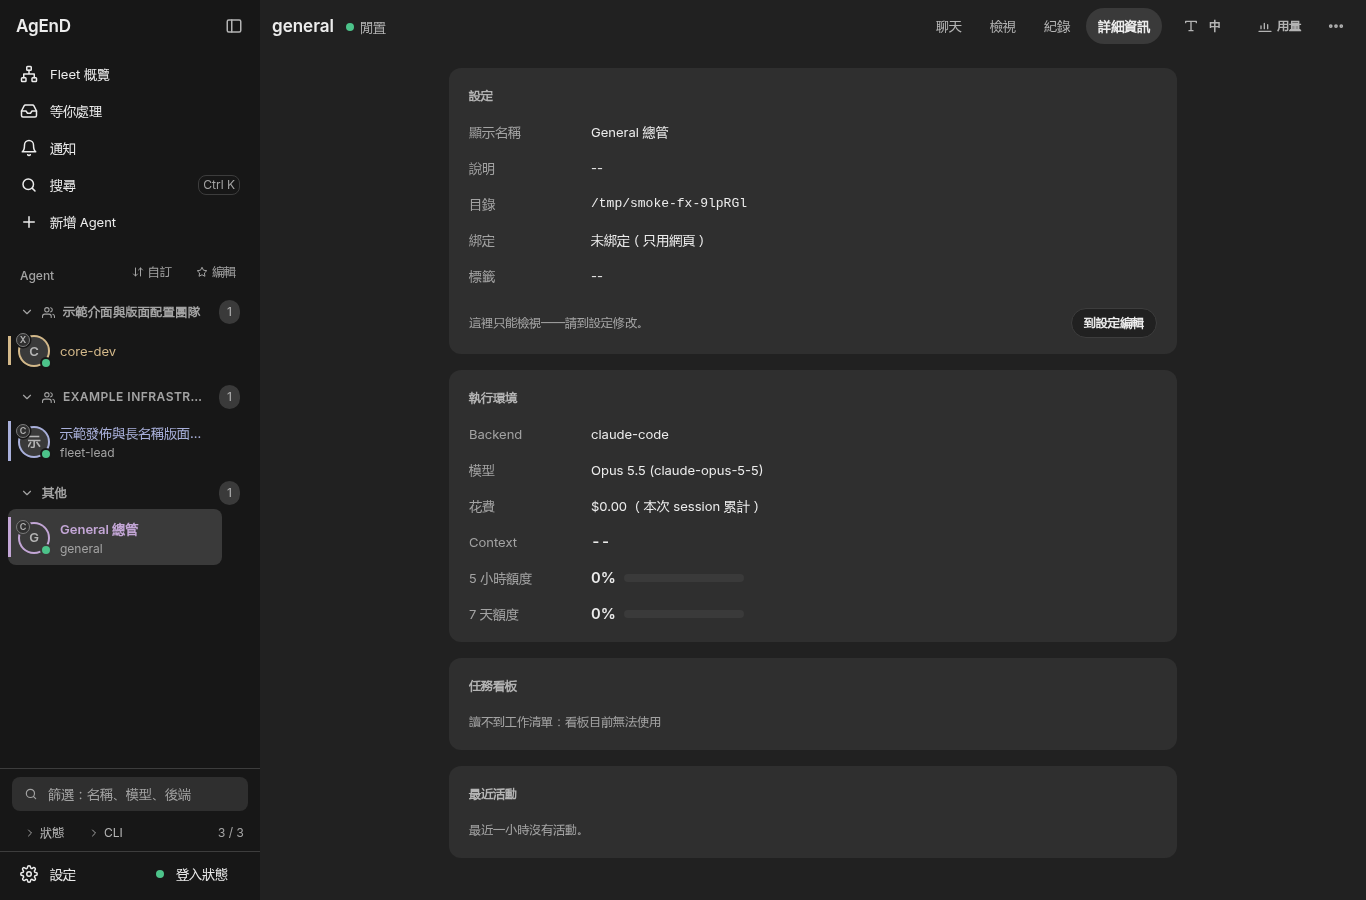 AgEnD
Fleet 概覽
等你處理
通知
搜尋 Ctrl K
新增 Agent
Agent 自訂 編輯
示範介面與版面配置團隊 1
X C core-dev
EXAMPLE INFRASTR... 1
C 示 示範發佈與長名稱版面...
fleet-lead
其他 1
C G General 總管
general
篩選：名稱、模型、後端
狀態 CLI 3 / 3
設定 登入狀態
general 閒置 聊天 檢視 紀錄 詳細資訊 T 中 用量 •••
設定
顯示名稱 General 總管
說明 --
目錄 /tmp/smoke-fx-9lpRGl
綁定 未綁定（只用網頁）
標籤 --
這裡只能檢視——請到設定修改。 到設定編輯
執行環境
Backend claude-code
模型 Opus 5.5 (claude-opus-5-5)
花費 $0.00（本次 session 累計）
Context --
5 小時額度 0%
7 天額度 0%
任務看板
讀不到工作清單：看板目前無法使用
最近活動
最近一小時沒有活動。